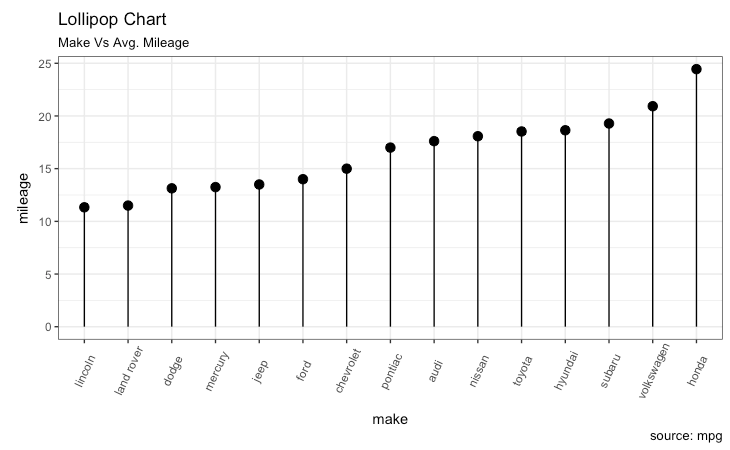 Lollipop Chart
Make Vs Avg. Mileage
25
20
15
10
5
0
mileage
lincoln
land rover
dodge
mercury
jeep
ford
chevrolet
pontiac
audi
nissan
toyota
hyundai
subaru
volkswagen
honda
make
source: mpg